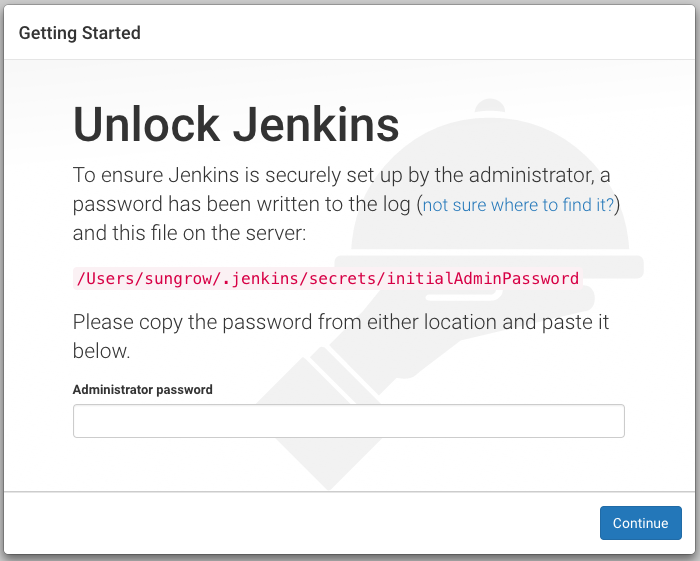 Getting Started
Unlock Jenkins
To ensure Jenkins is securely set up by the administrator, a
password has been written to the log (not sure where to find it?)
and this file on the server:
/Users/sungrow/.jenkins/secrets/initialAdminPassword
Please copy the password from either location and paste it
below.
Administrator password
Continue